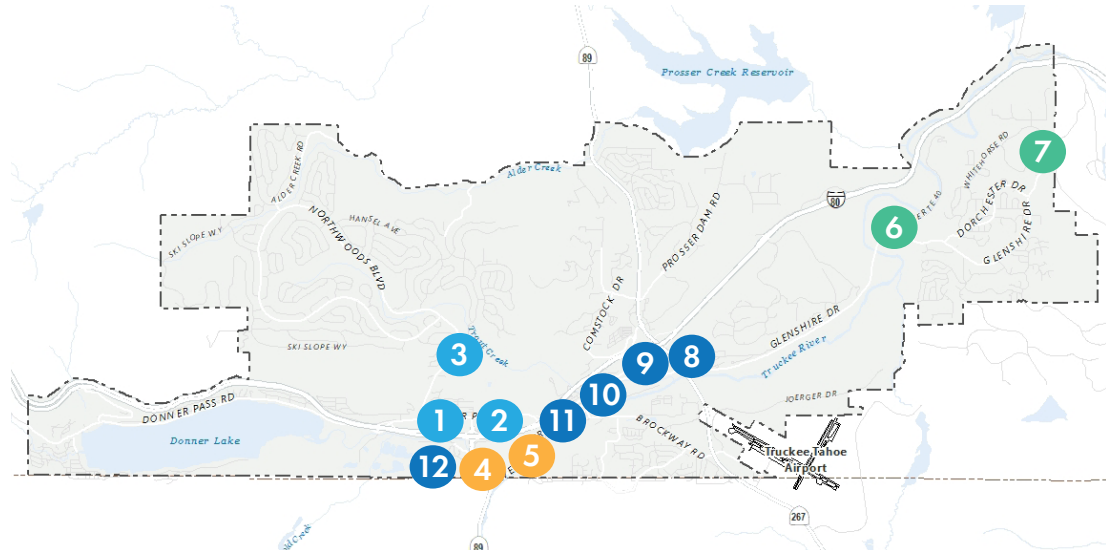 89
Prosser Creek Reservoir
7
WHITEHORSE RD
ALDER CREEK RD
Alder Creek
80
DORCHESTER DR
GLENSHIRE DR
NORTHWOODS BLVD
HANSEL AVE
PROSSER DAM RD
6
SKI SLOPE WY
COMSTOCK DR
GLENSHIRE DR
Truckee River
SKI SLOPE WY
3
Trout Creek
9
8
10
JOERGER DR
DONNER PASS RD
1
2
11
BROCKWAY RD
Donner Lake
12
4
5
Truckee Tahoe
Airport
267
89